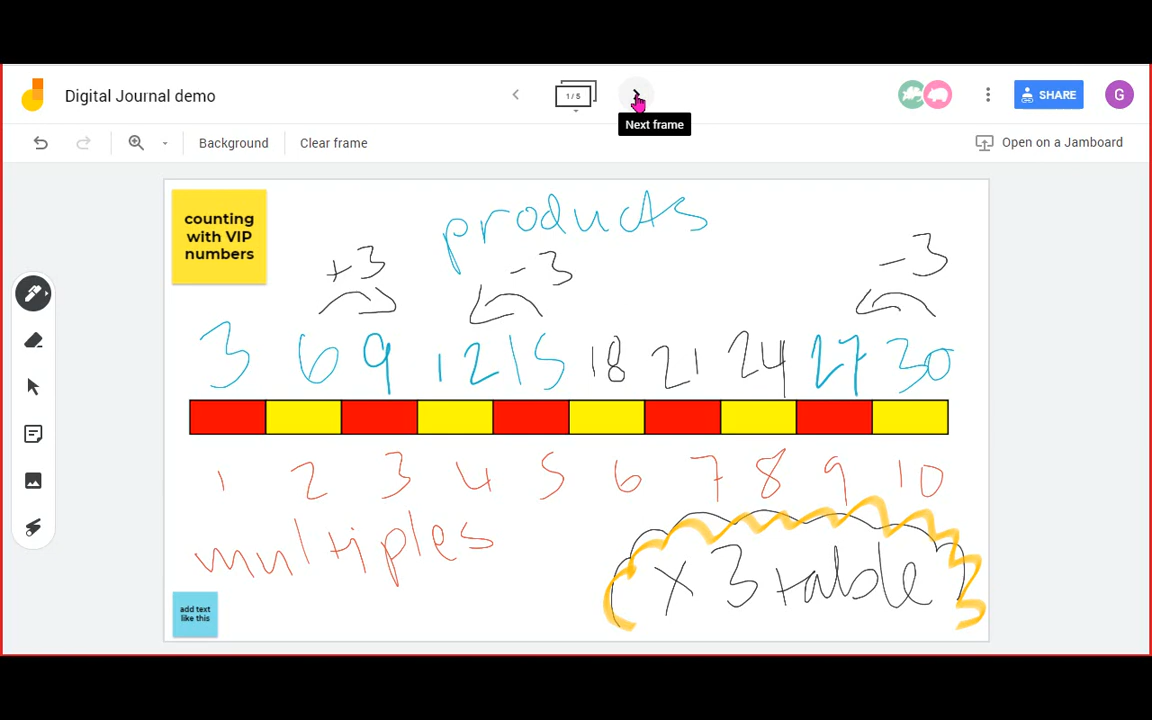 Digital Journal demo
1/5
SHARE
G
Next frame
Background
Clear frame
Open on a Jamboard
counting
with VIP
numbers
products
+3
-3
-3
3 6 9 12 15 18 21 24 27 30
1 2 3 4 5 6 7 8 9 10
multiples
x 3 table
add text
like this